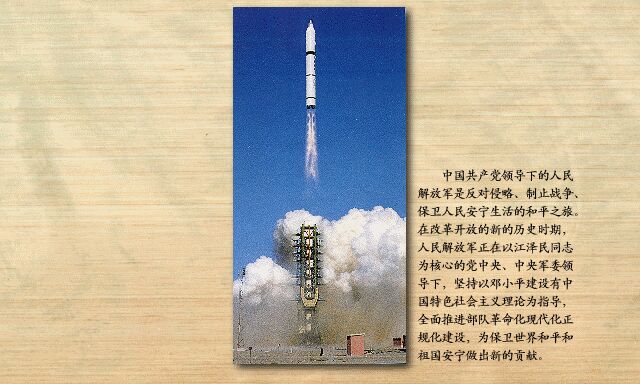 中国共产党领导下的人民
解放军是反对侵略、制止战争、
保卫人民安宁生活的和平之旅。
在改革开放的新的历史时期，
人民解放军正在以江泽民同志
为核心的党中央、中央军委领
导下，坚持以邓小平建设有中
国特色社会主义理论为指导，
全面推进部队革命化现代化正
规化建设，为保卫世界和平和
祖国安宁做出新的贡献。